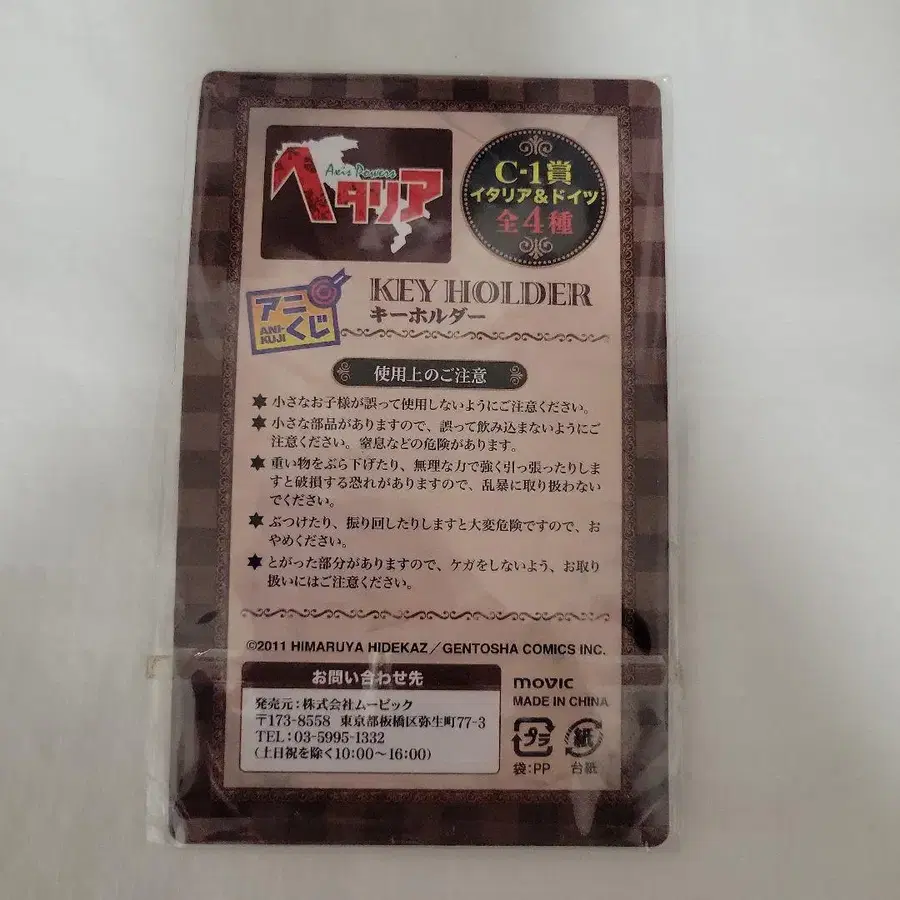 Axis Powers
ヘタリア
C-1賞
イタリア&ドイツ
全4種
アニくじ
ANI-KUJI
KEY HOLDER
キーホルダー
使用上のご注意
★小さなお子様が誤って使用しないようにご注意ください。
★小さな部品がありますので、誤って飲み込まないようにご
注意ください。窒息などの危険があります。
★重い物をぶら下げたり、無理な力で強く引っ張ったりしま
すと破損する恐れがありますので、乱暴に取り扱わない
でください。
★ぶつけたり、振り回したりしますと大変危険ですので、お
やめください。
★とがった部分がありますので、ケガをしないよう、お取り
扱いにはご注意ください。
©2011 HIMARUYA HIDEKAZ/GENTOSHA COMICS INC.
お問い合わせ先
発売元:株式会社ムービック
〒173-8558 東京都板橋区弥生町77-3
TEL:03-5995-1332
(土日祝を除く10:00〜16:00)
movic
MADE IN CHINA
プラ
紙
袋:PP
台紙